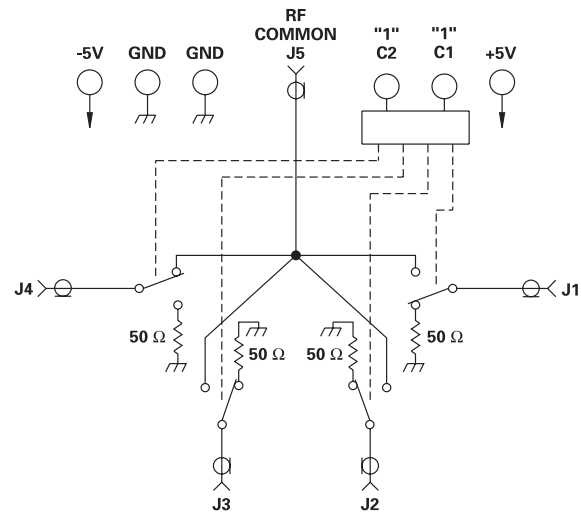 RF
COMMON
J5
-5V
GND
GND
"1"
C2
"1"
C1
+5V
J4
J1
50 Ω
50 Ω
50 Ω
50 Ω
J3
J2